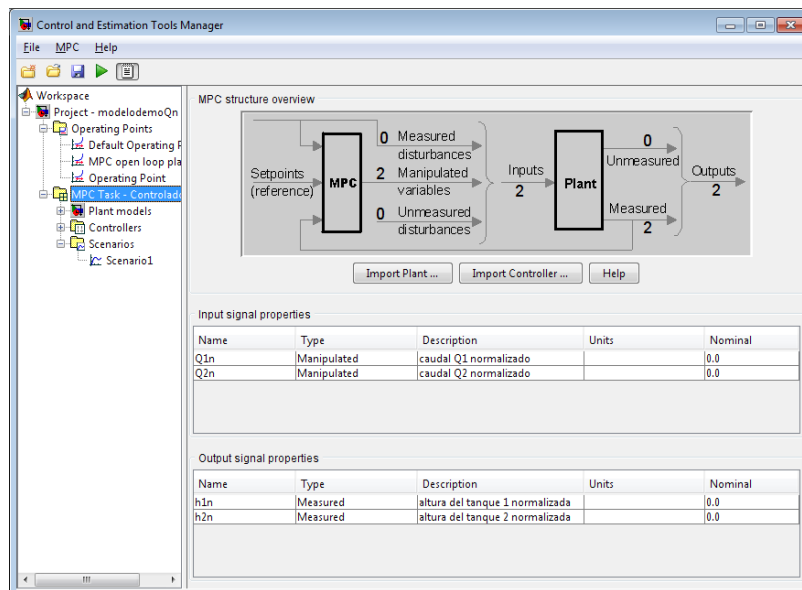 Control and Estimation Tools Manager
File MPC Help
Workspace
Project - modelodemoQn
Operating Points
Default Operating P
MPC open loop pla
Operating Point
MPC Task - Controlado
Plant models
Controllers
Scenarios
Scenario1
MPC structure overview
Setpoints
(reference)
MPC
0 Measured
disturbances
2 Manipulated
variables
0 Unmeasured
disturbances
Inputs
2
Plant
0
Unmeasured
Measured
2
Outputs
2
Import Plant ... Import Controller ... Help
Input signal properties
Name Type Description Units Nominal
Q1n Manipulated caudal Q1 normalizado 0.0
Q2n Manipulated caudal Q2 normalizado 0.0
Output signal properties
Name Type Description Units Nominal
h1n Measured altura del tanque 1 normalizada 0.0
h2n Measured altura del tanque 2 normalizada 0.0